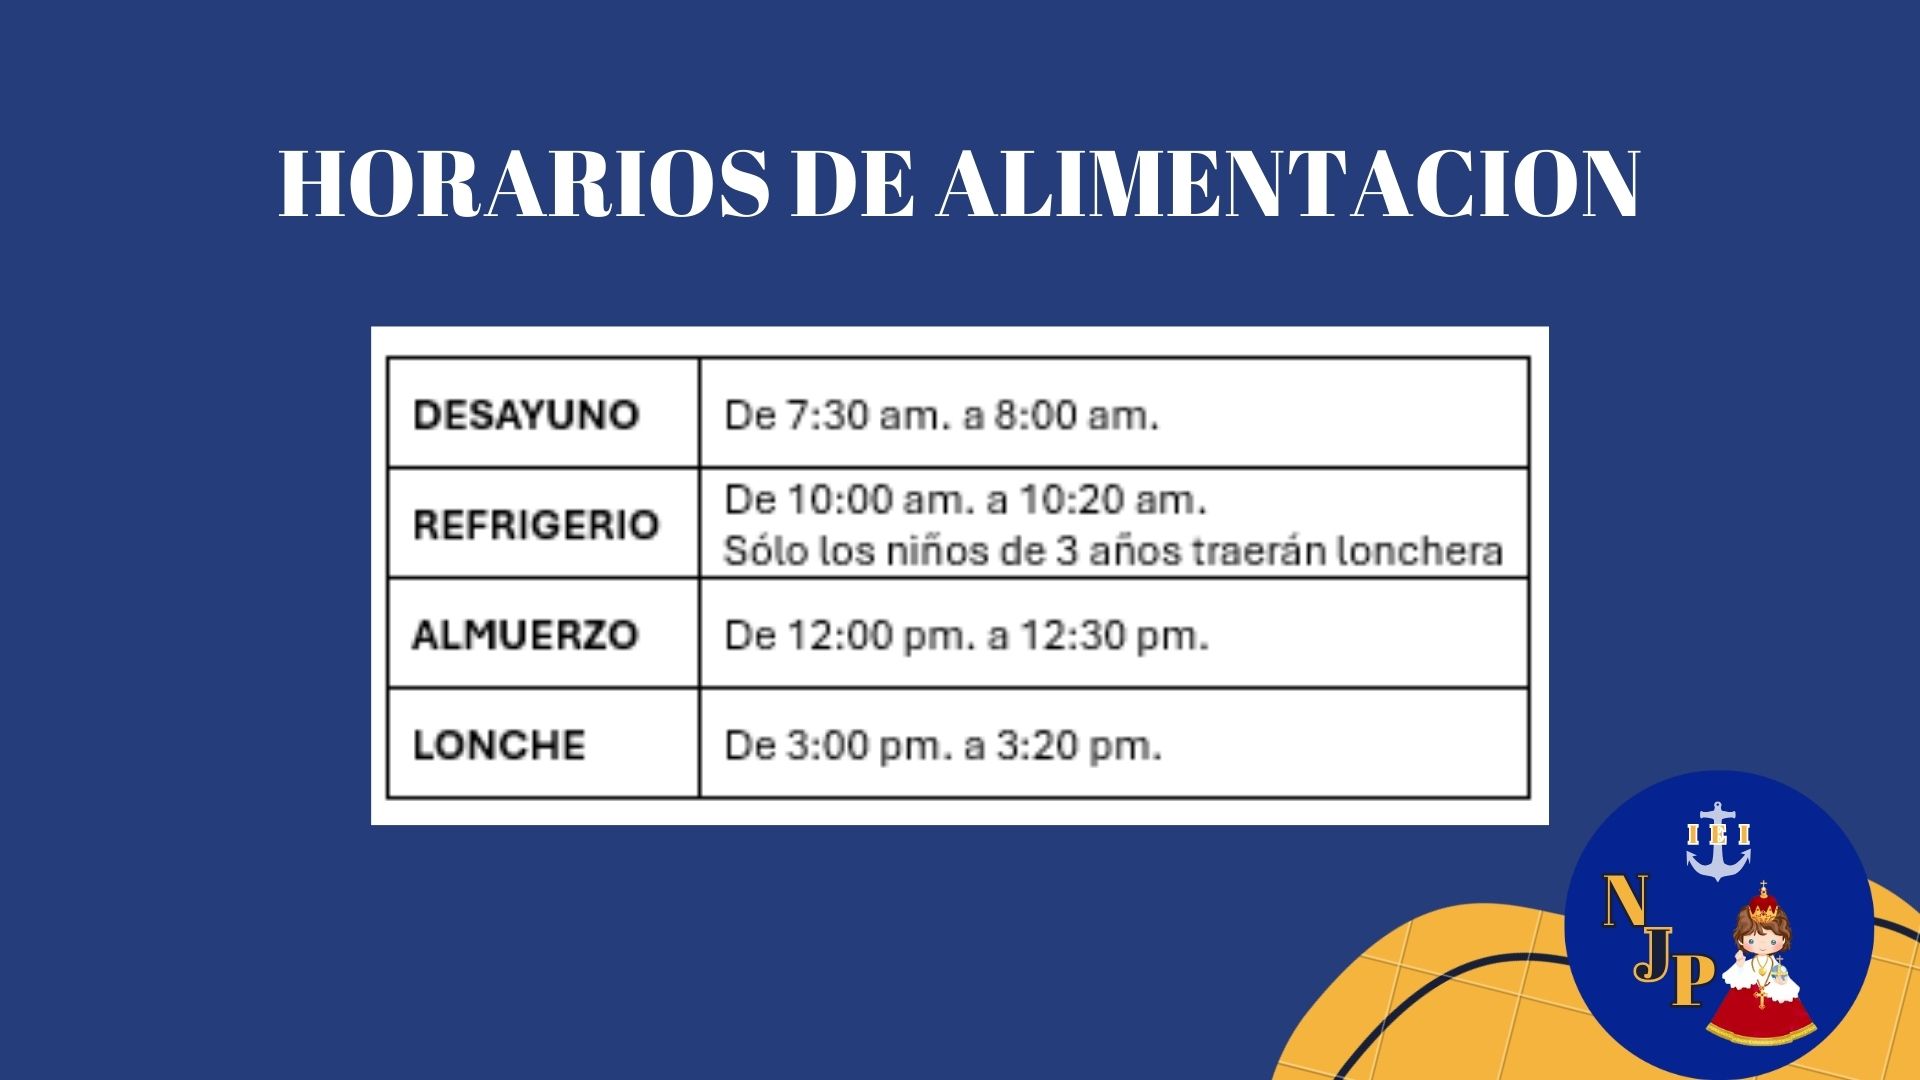 HORARIOS DE ALIMENTACION
DESAYUNO
De 7:30 am. a 8:00 am.
REFRIGERIO
De 10:00 am. a 10:20 am.
Sólo los niños de 3 años traerán lonchera
ALMUERZO
De 12:00 pm. a 12:30 pm.
LONCHE
De 3:00 pm. a 3:20 pm.
I E I
N
J
P